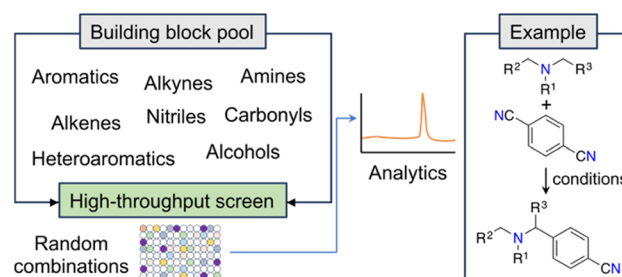 Building block pool
Aromatics
Alkynes
Amines
Alkenes
Nitriles
Carbonyls
Heteroaromatics
Alcohols
High-throughput screen
Random
combinations
Analytics
Example
R² N R³
R¹
+
NC
CN
conditions
R³
R² N
R¹
CN